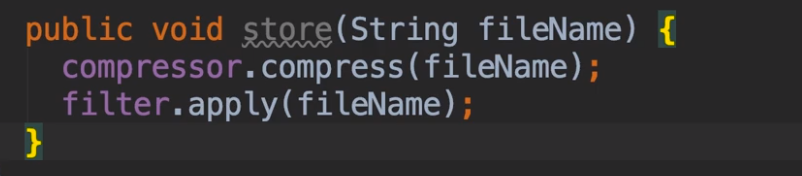 public void store(String fileName) {
  compressor.compress(fileName);
  filter.apply(fileName);
}